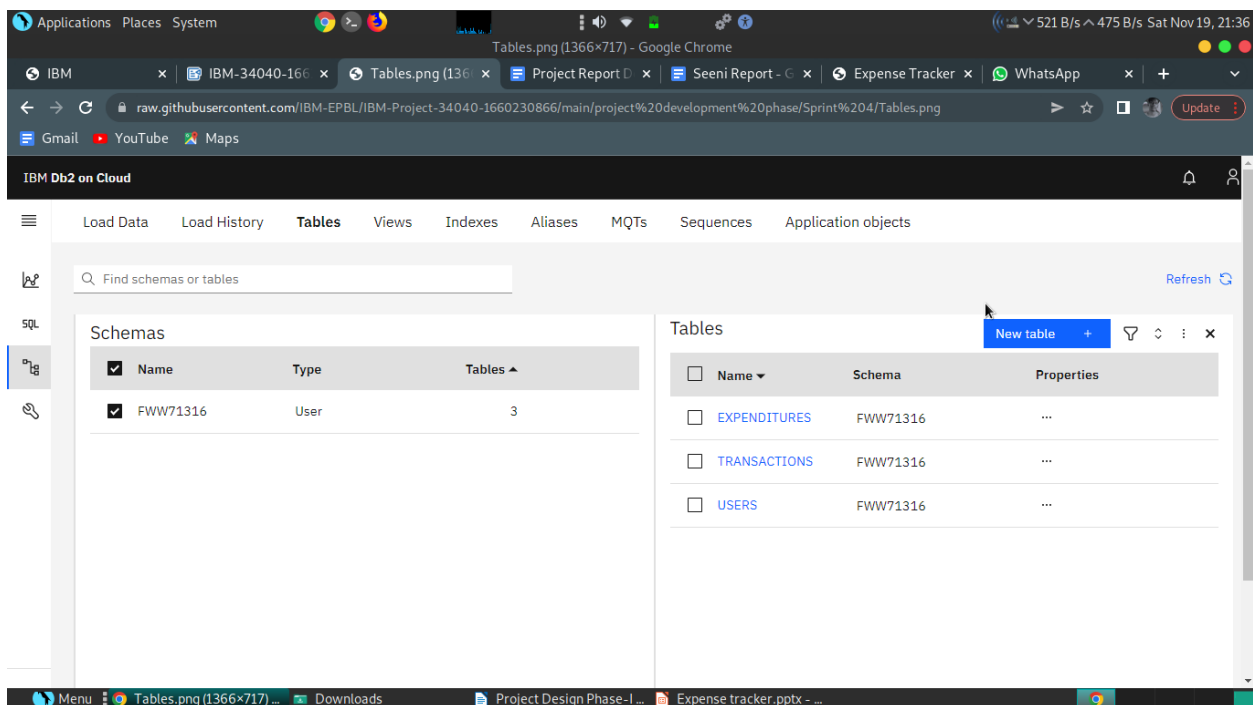 Applications Places System
521 B/s 475 B/s Sat Nov 19, 21:36
Tables.png (1366×717) - Google Chrome
IBM
IBM-34040-166
Tables.png (136
Project Report D
Seeni Report - G
Expense Tracker
WhatsApp
raw.githubusercontent.com/IBM-EPBL/IBM-Project-34040-1660230866/main/project%20development%20phase/Sprint%204/Tables.png
Update
Gmail YouTube Maps
IBM Db2 on Cloud
Load Data Load History Tables Views Indexes Aliases MQTs Sequences Application objects
Find schemas or tables
Refresh
SQL
Schemas
Name Type Tables
FWW71316 User 3
Tables
New table +
Name Schema Properties
EXPENDITURES FWW71316 ...
TRANSACTIONS FWW71316 ...
USERS FWW71316 ...
Menu Tables.png (1366×717) ... Downloads Project Design Phase-I ... Expense tracker.pptx - ...